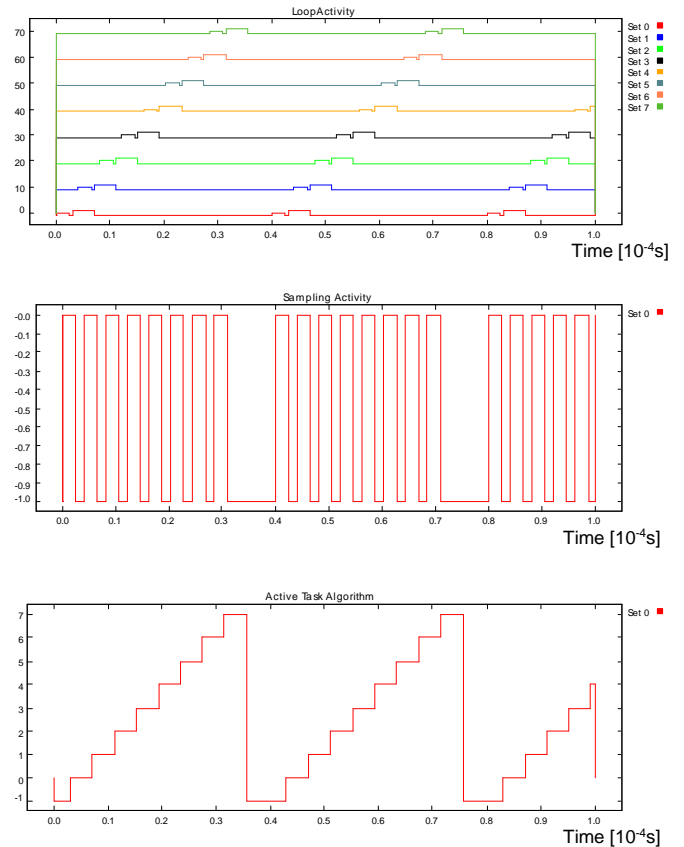 LoopActivity
70
60
50
40
30
20
10
0
0.0 0.1 0.2 0.3 0.4 0.5 0.6 0.7 0.8 0.9 1.0
Time [10-4s]
Set 0
Set 1
Set 2
Set 3
Set 4
Set 5
Set 6
Set 7
Sampling Activity
-0.0
-0.1
-0.2
-0.3
-0.4
-0.5
-0.6
-0.7
-0.8
-0.9
-1.0
0.0 0.1 0.2 0.3 0.4 0.5 0.6 0.7 0.8 0.9 1.0
Time [10-4s]
Set 0
Active Task Algorithm
7
6
5
4
3
2
1
0
-1
0.0 0.1 0.2 0.3 0.4 0.5 0.6 0.7 0.8 0.9 1.0
Time [10-4s]
Set 0